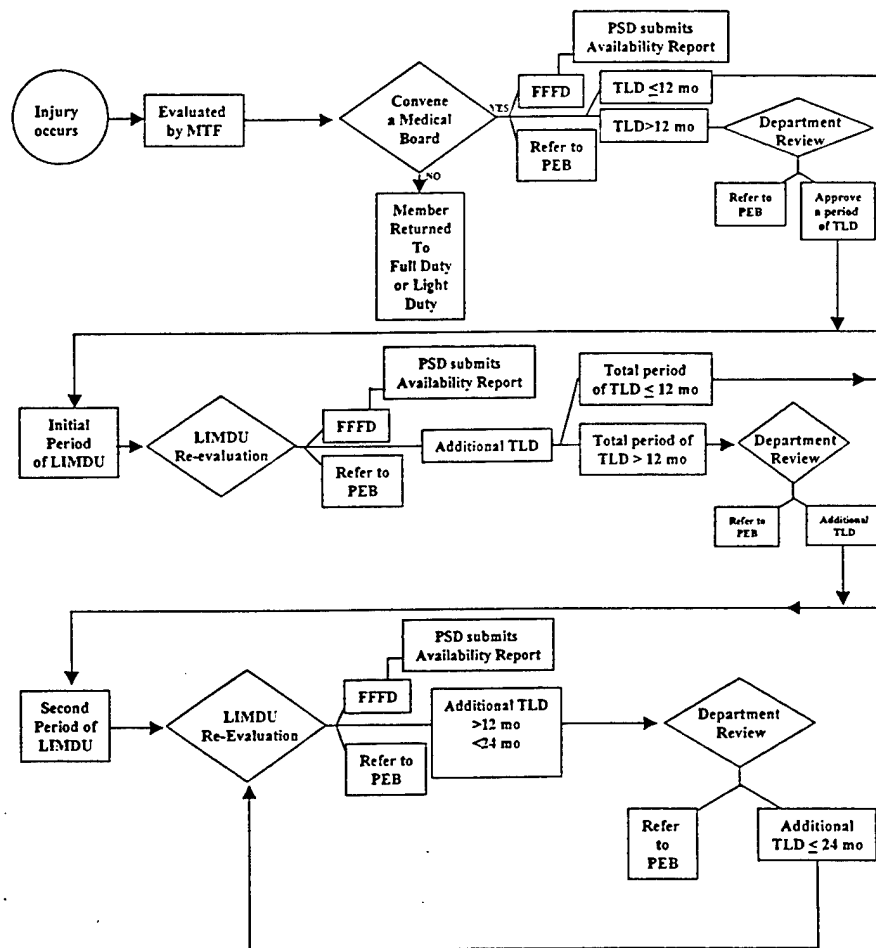 PSD submits
Availability Report
Injury
occurs
Evaluated
by MTF
Convene
a Medical
Board
YES
FFFD
Refer to
PEB
TLD ≤12 mo
TLD>12 mo
Department
Review
Refer to
PEB
Approve
a period
of TLD
NO
Member
Returned
To
Full Duty
or Light
Duty
PSD submits
Availability Report
Initial
Period
of LIMDU
LIMDU
Re-evaluation
FFFD
Refer to
PEB
Additional TLD
Total period
of TLD ≤ 12 mo
Total period of
TLD > 12 mo
Department
Review
Refer to
PEB
Additional
TLD
PSD submits
Availability Report
Second
Period of
LIMDU
LIMDU
Re-Evaluation
FFFD
Refer to
PEB
Additional TLD
>12 mo
<24 mo
Department
Review
Refer
to
PEB
Additional
TLD ≤ 24 mo